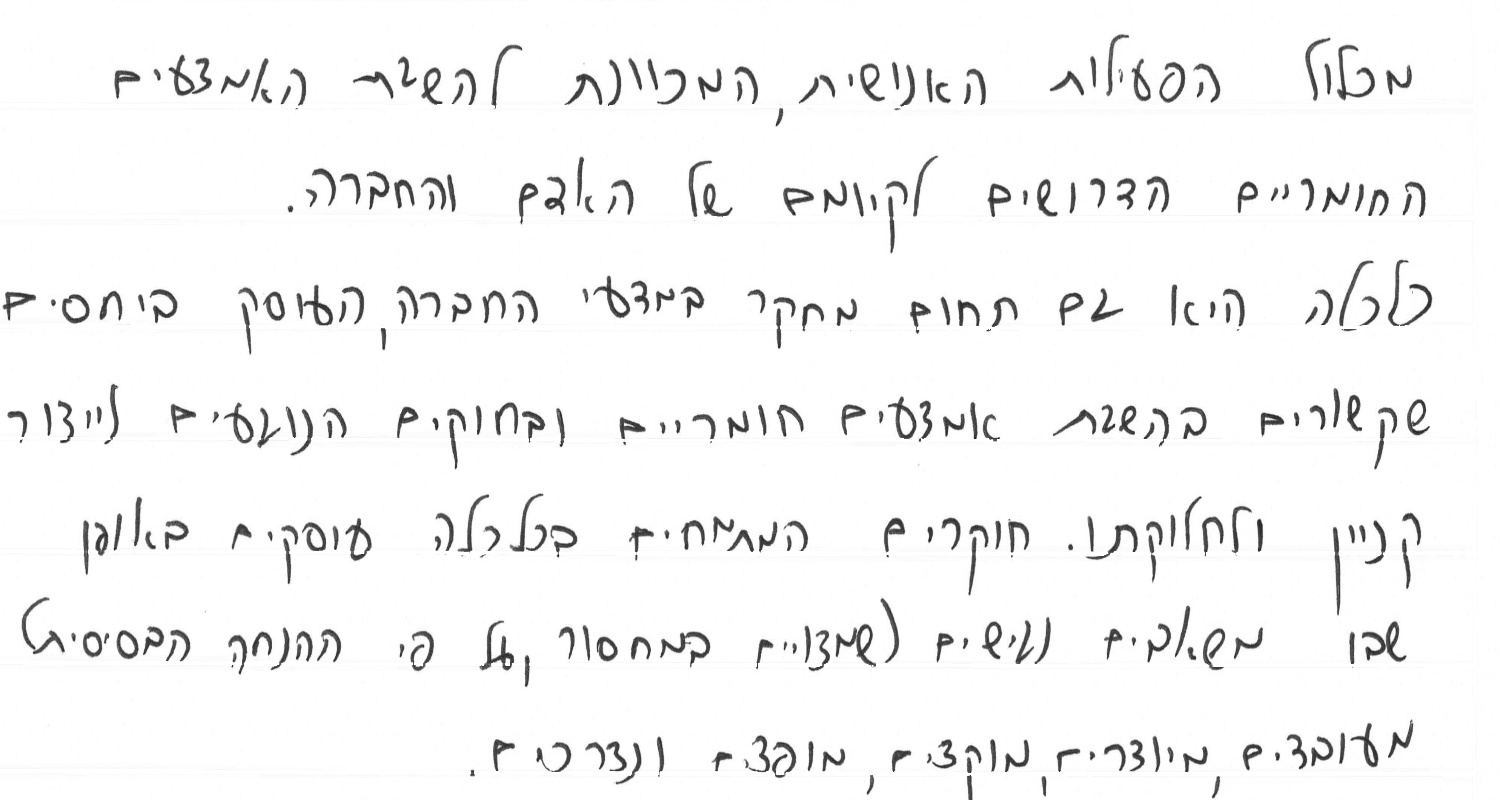 מכלול הפעילות האנושית, המכוונת להשגת האמצעים
החומריים הדרושים לקיומם של האדם והחברה.
כלכלה היא גם תחום מחקר במדעי החברה, העוסק ביחסים
שקשורים בהשגת אמצעים חומריים ובחוקים הנוגעים לייצור
קניין ולחלוקתו. חוקרים המתמחים בכלכלה עוסקים באופן
שבו משאבים נגישים (שמצויים במחסור, על פי ההנחה הבסיסית)
מעובדים, מיוצרים, מוקצים, מופצים ונצרכים.